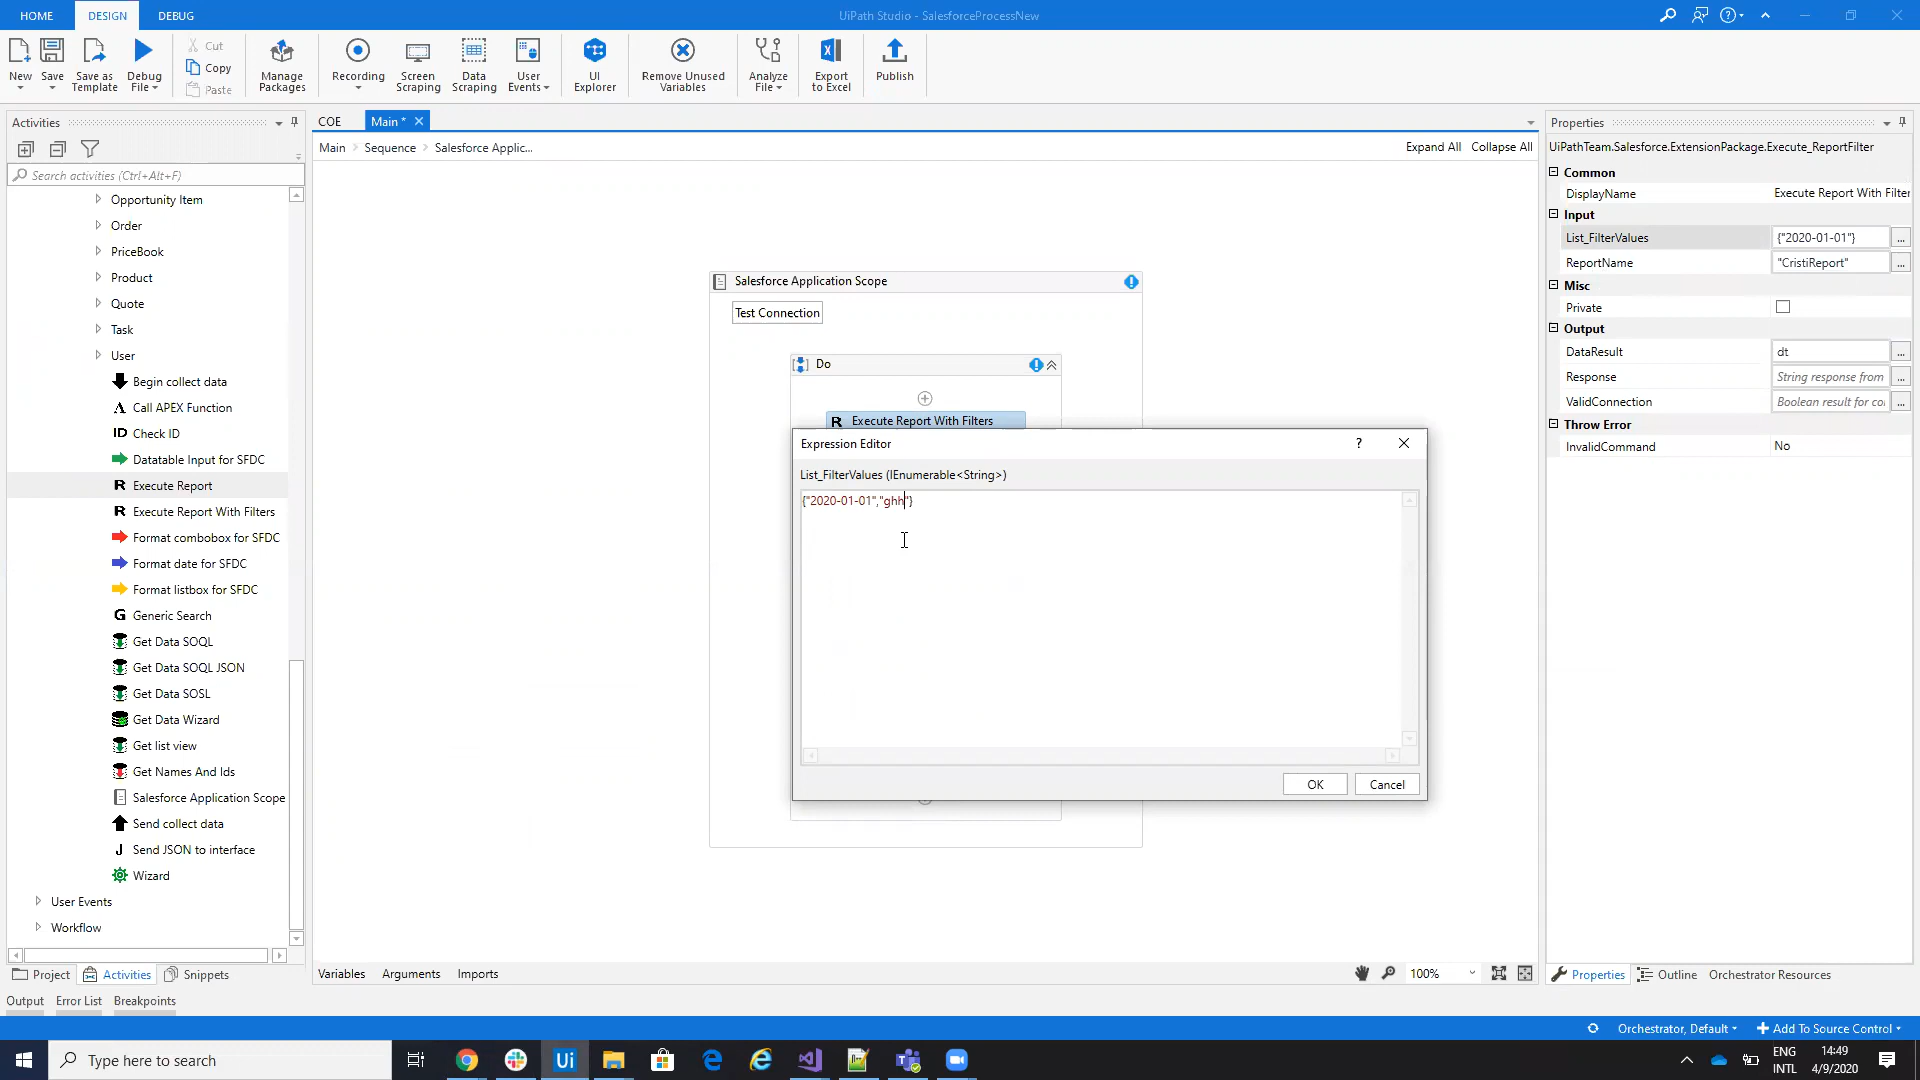 HOME
DESIGN
DEBUG
UiPath Studio - SalesforceProcessNew
New
Save
Save as Template
Debug File
Cut
Copy
Paste
Manage Packages
Recording
Screen Scraping
Data Scraping
User Events
UI Explorer
Remove Unused Variables
Analyze File
Export to Excel
Publish
Activities
COE
Main *
Properties
Main
Sequence
Salesforce Applic...
Expand All
Collapse All
UiPathTeam.Salesforce.ExtensionPackage.Execute_ReportFilter
Search activities (Ctrl+Alt+F)
Opportunity Item
Order
PriceBook
Product
Quote
Task
User
Begin collect data
Call APEX Function
Check ID
Datatable Input for SFDC
Execute Report
Execute Report With Filters
Format combobox for SFDC
Format date for SFDC
Format listbox for SFDC
Generic Search
Get Data SOQL
Get Data SOQL JSON
Get Data SOSL
Get Data Wizard
Get list view
Get Names And Ids
Salesforce Application Scope
Send collect data
Send JSON to interface
Wizard
User Events
Workflow
Project
Activities
Snippets
Output
Error List
Breakpoints
Salesforce Application Scope
Test Connection
Do
Execute Report With Filters
Expression Editor
?
List_FilterValues (IEnumerable<String>)
{"2020-01-01","ghh"}
OK
Cancel
Common
DisplayName
Execute Report With Filter
Input
List_FilterValues
{"2020-01-01"}
...
ReportName
"CristiReport"
...
Misc
Private
Output
DataResult
dt
...
Response
String response from
...
ValidConnection
Boolean result for co
...
Throw Error
InvalidCommand
No
Variables
Arguments
Imports
100%
Properties
Outline
Orchestrator Resources
Orchestrator, Default
Add To Source Control
Type here to search
Ui
ENG
INTL
14:49
4/9/2020